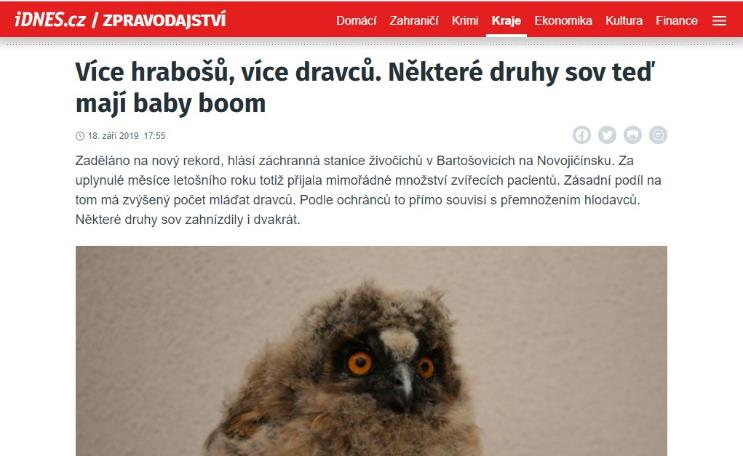 iDNES.cz / ZPRAVODAJSTVÍ
Domácí Zahraničí Krimi Kraje Ekonomika Kultura Finance
Více hrabošů, více dravců. Některé druhy sov teď
mají baby boom
18. září 2019 17:55
Zaděláno na nový rekord, hlásí záchranná stanice živočichů v Bartošovicích na Novojičínsku. Za
uplynulé měsíce letošního roku totiž přijala mimořádné množství zvířecích pacientů. Zásadní podíl na
tom má zvýšený počet mláďat dravců. Podle ochránců to přímo souvisí s přemnožením hlodavců.
Některé druhy sov zahnízdily i dvakrát.